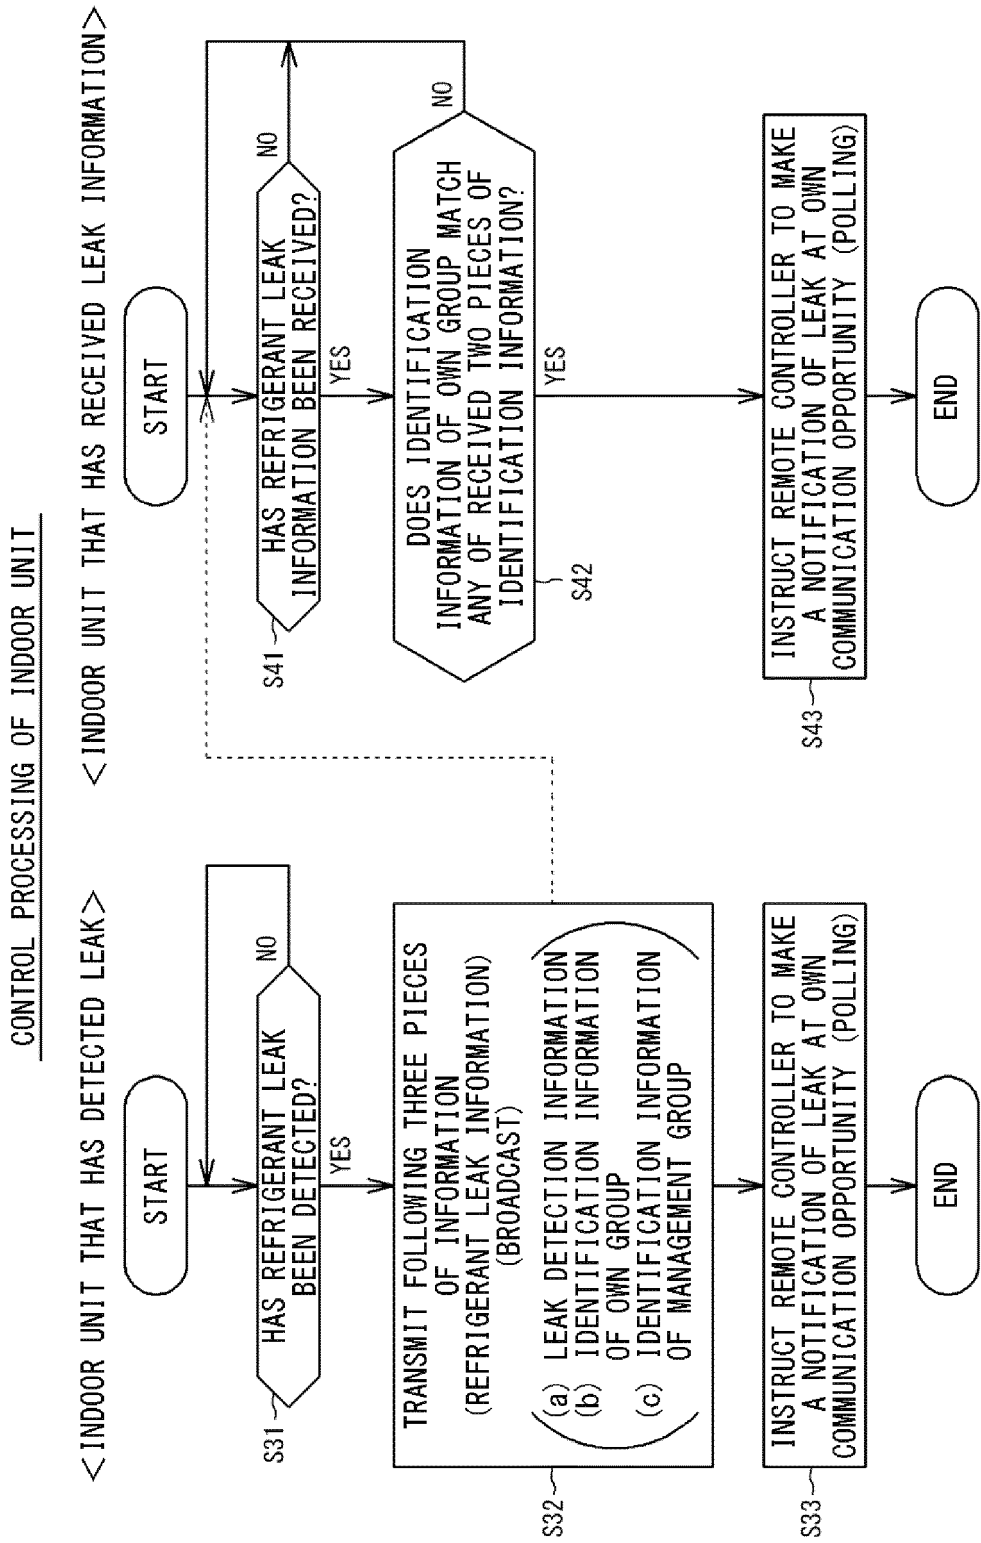 CONTROL PROCESSING OF INDOOR UNIT
<INDOOR UNIT THAT HAS DETECTED LEAK>
START
HAS REFRIGERANT LEAK
BEEN DETECTED?
S31
NO
YES
TRANSMIT FOLLOWING THREE PIECES
OF INFORMATION
(REFRIGERANT LEAK INFORMATION)
(BROADCAST)
(a) LEAK DETECTION INFORMATION
(b) IDENTIFICATION INFORMATION
OF OWN GROUP
(c) IDENTIFICATION INFORMATION
OF MANAGEMENT GROUP
S32
INSTRUCT REMOTE CONTROLLER TO MAKE
A NOTIFICATION OF LEAK AT OWN
COMMUNICATION OPPORTUNITY (POLLING)
S33
END
<INDOOR UNIT THAT HAS RECEIVED LEAK INFORMATION>
START
HAS REFRIGERANT LEAK
INFORMATION BEEN RECEIVED?
S41
NO
YES
DOES IDENTIFICATION
INFORMATION OF OWN GROUP MATCH
ANY OF RECEIVED TWO PIECES OF
IDENTIFICATION INFORMATION?
S42
NO
YES
INSTRUCT REMOTE CONTROLLER TO MAKE
A NOTIFICATION OF LEAK AT OWN
COMMUNICATION OPPORTUNITY (POLLING)
S43
END